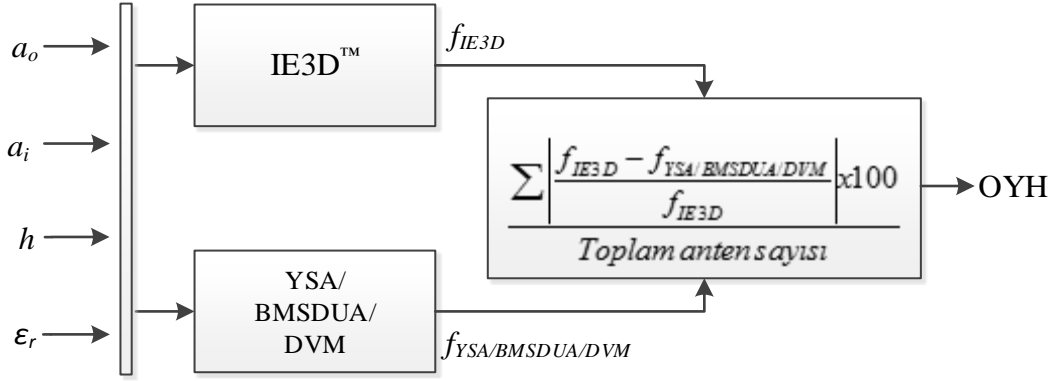 a_o
a_i
h
ε_r
IE3D™
f_IE3D
YSA/
BMSDUA/
DVM
f_YSA/BMSDUA/DVM
∑|(f_IE3D − f_YSA/BMSDUA/DVM)/f_IE3D|x100
Toplam anten sayısı
OYH